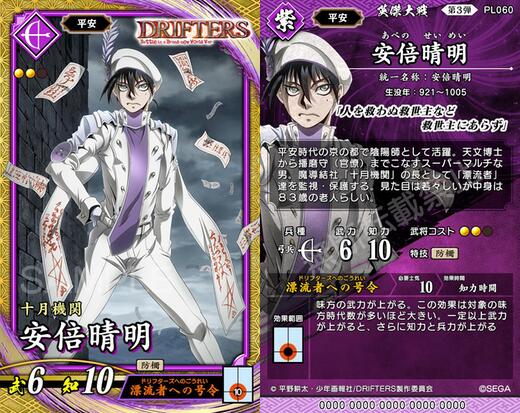 平安
DRIFTERS
十月機関
安倍晴明
防柵
武6 知10
ドリフターズへのごうれい
漂流者への号令
10
紫
平安
英傑大戦
第3弾
PL060
あべの せい めい
安倍晴明
統一名称：安倍晴明
生没年：921～1005
「人を救わぬ救世主など
救世主にあらず」
平安時代の京の都で陰陽師として活躍。天文博士
から播磨守（官僚）までこなすスーパーマルチな
男。魔導結社「十月機関」の長として「漂流者」
達を監視・保護する。見た目は若々しいが中身は
８３歳の老人らしい。
兵種 武力 知力 武将コスト
弓兵 6 10 特技 防柵
ドリフターズへのごうれい 必要士気 効果時間
漂流者への号令 10 知力時間
効果範囲
味方の武力が上がる。この効果は対象の味
方時代数が多いほど大きい。一定以上武力
が上がると、さらに知力と兵力が上がる
© 平野耕太・少年画報社/DRIFTERS製作委員会 ©SEGA
0000 0000 0000 0000 0000